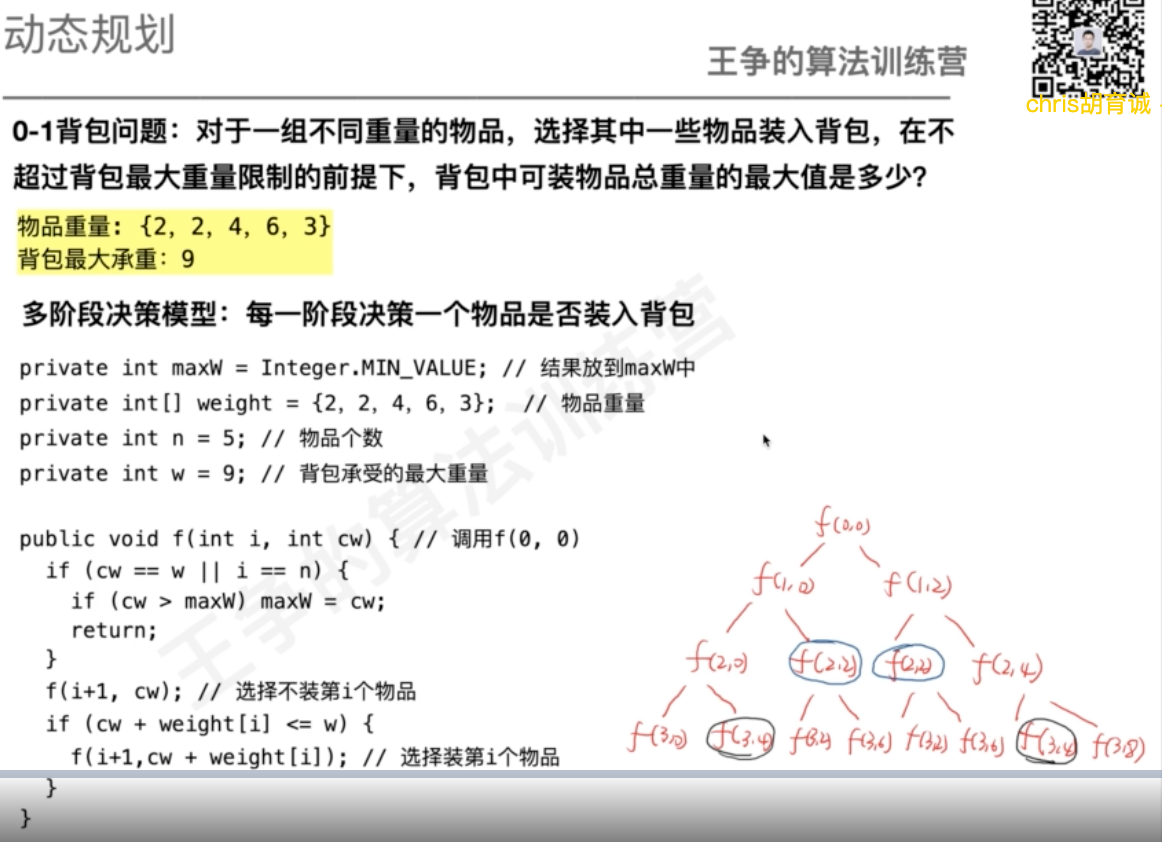 动态规划
王争的算法训练营
chris胡育诚
0-1背包问题：对于一组不同重量的物品，选择其中一些物品装入背包，在不
超过背包最大重量限制的前提下，背包中可装物品总重量的最大值是多少？
物品重量: {2, 2, 4, 6, 3}
背包最大承重：9
多阶段决策模型：每一阶段决策一个物品是否装入背包
private int maxW = Integer.MIN_VALUE; // 结果放到maxW中
private int[] weight = {2, 2, 4, 6, 3};  // 物品重量
private int n = 5; // 物品个数
private int w = 9; // 背包承受的最大重量
public void f(int i, int cw) { // 调用f(0, 0)
if (cw == w || i == n) {
if (cw > maxW) maxW = cw;
return;
}
f(i+1, cw); // 选择不装第i个物品
if (cw + weight[i] <= w) {
f(i+1,cw + weight[i]); // 选择装第i个物品
}
}
f(0,0)
f(1,0) f(1,2)
f(2,0) f(2,2) f(2,2) f(2,4)
f(3,0) f(3,4) f(3,2) f(3,6) f(3,2) f(3,6) f(3,4) f(3,8)
王争的算法训练营